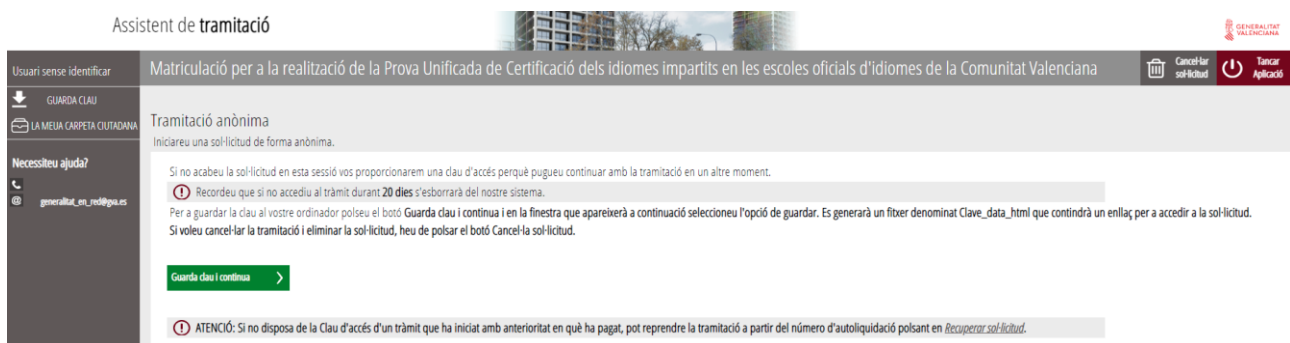 Assistent de tramitació
GENERALITAT
VALENCIANA
Usuari sense identificar
Matriculació per a la realització de la Prova Unificada de Certificació dels idiomes impartits en les escoles oficials d'idiomes de la Comunitat Valenciana
Cancel·lar
sol·licitud
Tancar
Aplicació
GUARDA CLAU
LA MEUA CARPETA CIUTADANA
Tramitació anònima
Iniciareu una sol·licitud de forma anònima.
Necessiteu ajuda?
generalitat_en_red@gva.es
Si no acabeu la sol·licitud en esta sessió vos proporcionarem una clau d'accés perquè pugueu continuar amb la tramitació en un altre moment.
Recordeu que si no accediu al tràmit durant 20 dies s'esborrarà del nostre sistema.
Per a guardar la clau al vostre ordinador polseu el botó Guarda clau i continua i en la finestra que apareixerà a continuació seleccioneu l'opció de guardar. Es generarà un fitxer denominat Clave_data_html que contindrà un enllaç per a accedir a la sol·licitud.
Si voleu cancel·lar la tramitació i eliminar la sol·licitud, heu de polsar el botó Cancel·la sol·licitud.
Guarda clau i continua
ATENCIÓ: Si no disposa de la Clau d'accés d'un tràmit que ha iniciat amb anterioritat en què ha pagat, pot reprendre la tramitació a partir del número d'autoliquidació polsant en Recuperar sol·licitud.